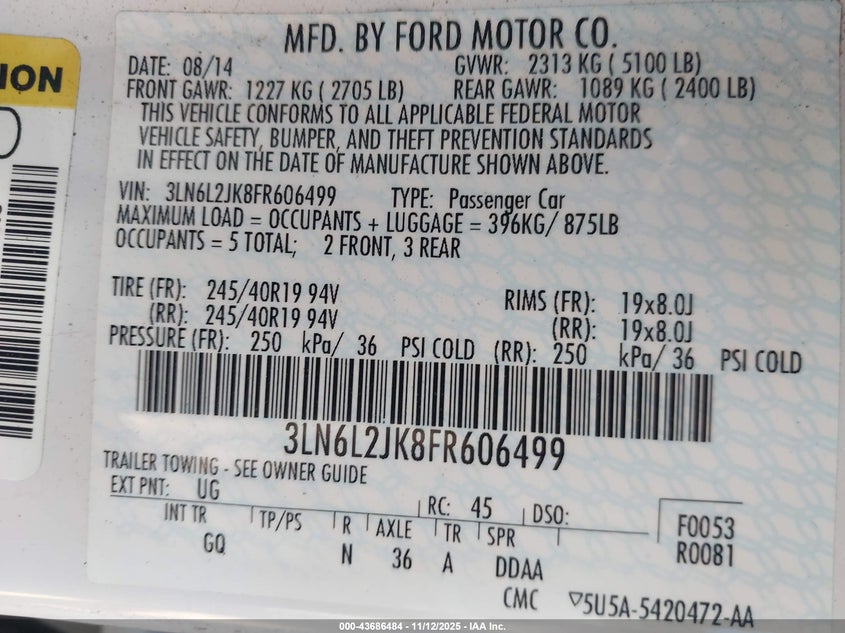 ION
MFD. BY FORD MOTOR CO.
DATE: 08/14 GVWR: 2313 KG ( 5100 LB)
FRONT GAWR: 1227 KG ( 2705 LB) REAR GAWR: 1089 KG ( 2400 LB)
THIS VEHICLE CONFORMS TO ALL APPLICABLE FEDERAL MOTOR
VEHICLE SAFETY, BUMPER, AND THEFT PREVENTION STANDARDS
IN EFFECT ON THE DATE OF MANUFACTURE SHOWN ABOVE.
VIN: 3LN6L2JK8FR606499 TYPE: Passenger Car
MAXIMUM LOAD = OCCUPANTS + LUGGAGE = 396KG/ 875LB
OCCUPANTS = 5 TOTAL; 2 FRONT, 3 REAR
TIRE (FR): 245/40R19 94V RIMS (FR): 19x8.0J
(RR): 245/40R19 94V (RR): 19x8.0J
PRESSURE (FR): 250 kPa/ 36 PSI COLD (RR): 250 kPa/ 36 PSI COLD
3LN6L2JK8FR606499
TRAILER TOWING - SEE OWNER GUIDE
EXT PNT: UG RC: 45 DSO: F0053
INT TR TP/PS R AXLE TR SPR R0081
GQ N 36 A DDAA
CMC 5U5A-5420472-AA
000-43686484 - 11/12/2025 - IAA Inc.